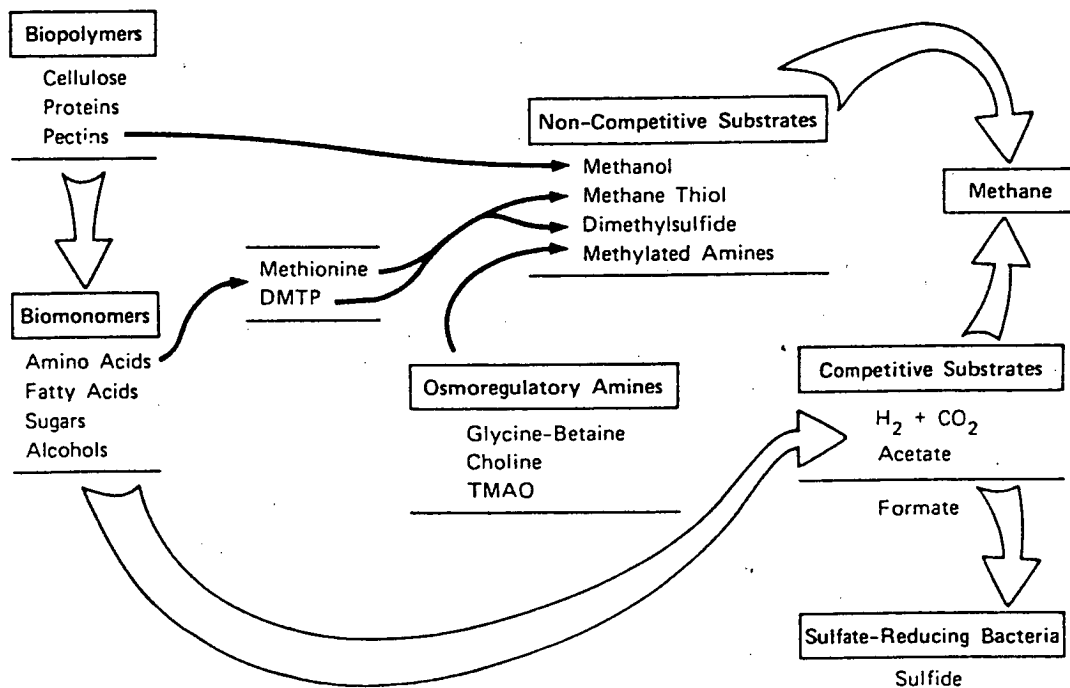 Biopolymers
Cellulose
Proteins
Pectins
Non-Competitive Substrates
Methanol
Methane Thiol
Dimethylsulfide
Methylated Amines
Methane
Methionine
DMTP
Biomonomers
Amino Acids
Fatty Acids
Sugars
Alcohols
Osmoregulatory Amines
Glycine-Betaine
Choline
TMAO
Competitive Substrates
H2 + CO2
Acetate
Formate
Sulfate-Reducing Bacteria
Sulfide